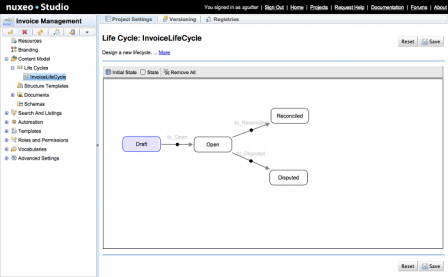 nuxeo • Studio
You signed in as aguitter | Sign Out | Home | Projects | Request Help | Documentation | Forums | About
Invoice Management
Project Settings
Versioning
Registries
Resources
Branding
Content Model
Life Cycles
InvoiceLifeCycle
Structure Templates
Documents
Schemas
Search And Listings
Automation
Templates
Roles and Permissions
Vocabularies
Advanced Settings
Life Cycle: InvoiceLifeCycle
Reset
Save
Design a new lifecycle. ... More
Initial State
State
Remove All
Draft
to_Open
Open
to_Reconciled
Reconciled
to_Disputed
Disputed
Reset
Save